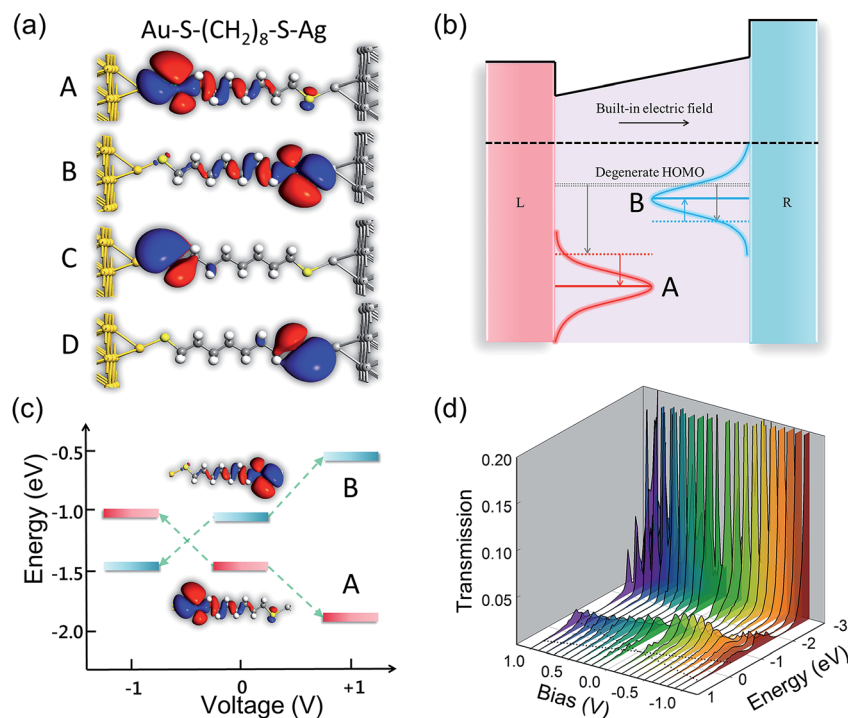 (a)
Au-S-(CH2)8-S-Ag
A
B
C
D
(b)
Built-in electric field
Degenerate HOMO
L
B
R
A
(c)
-0.5
-1.0
-1.5
-2.0
Energy (eV)
B
A
-1
0
+1
Voltage (V)
(d)
0.20
0.15
0.10
0.05
Transmission
1.0
0.5
0.0
-0.5
-1.0
Bias (V)
1
0
-1
-2
-3
Energy (eV)